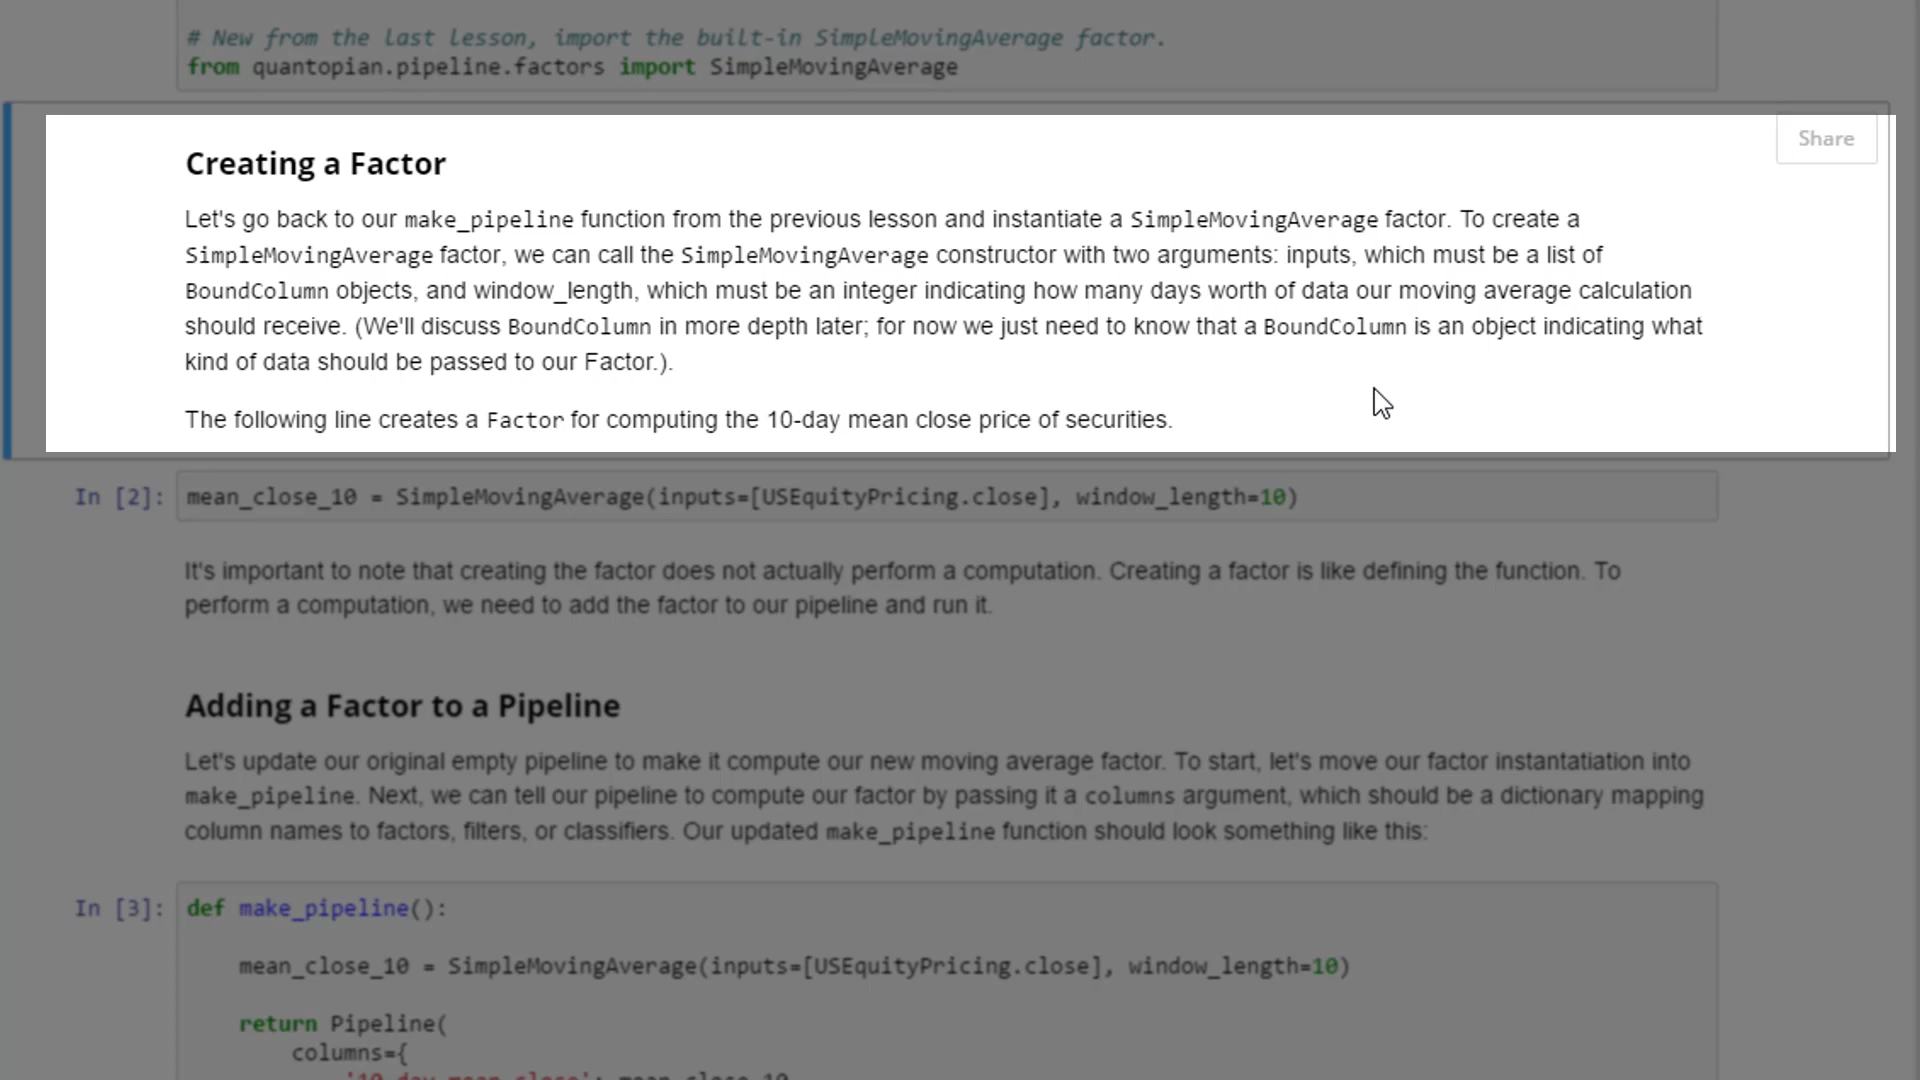 # New from the last lesson, import the built-in SimpleMovingAverage factor.
from quantopian.pipeline.factors import SimpleMovingAverage
Share
Creating a Factor
Let's go back to our make_pipeline function from the previous lesson and instantiate a SimpleMovingAverage factor. To create a
SimpleMovingAverage factor, we can call the SimpleMovingAverage constructor with two arguments: inputs, which must be a list of
BoundColumn objects, and window_length, which must be an integer indicating how many days worth of data our moving average calculation
should receive. (We'll discuss BoundColumn in more depth later; for now we just need to know that a BoundColumn is an object indicating what
kind of data should be passed to our Factor.).
The following line creates a Factor for computing the 10-day mean close price of securities.
In [2]: mean_close_10 = SimpleMovingAverage(inputs=[USEquityPricing.close], window_length=10)
It's important to note that creating the factor does not actually perform a computation. Creating a factor is like defining the function. To
perform a computation, we need to add the factor to our pipeline and run it.
Adding a Factor to a Pipeline
Let's update our original empty pipeline to make it compute our new moving average factor. To start, let's move our factor instantatiation into
make_pipeline. Next, we can tell our pipeline to compute our factor by passing it a columns argument, which should be a dictionary mapping
column names to factors, filters, or classifiers. Our updated make_pipeline function should look something like this:
In [3]: def make_pipeline():
mean_close_10 = SimpleMovingAverage(inputs=[USEquityPricing.close], window_length=10)
return Pipeline(
columns={